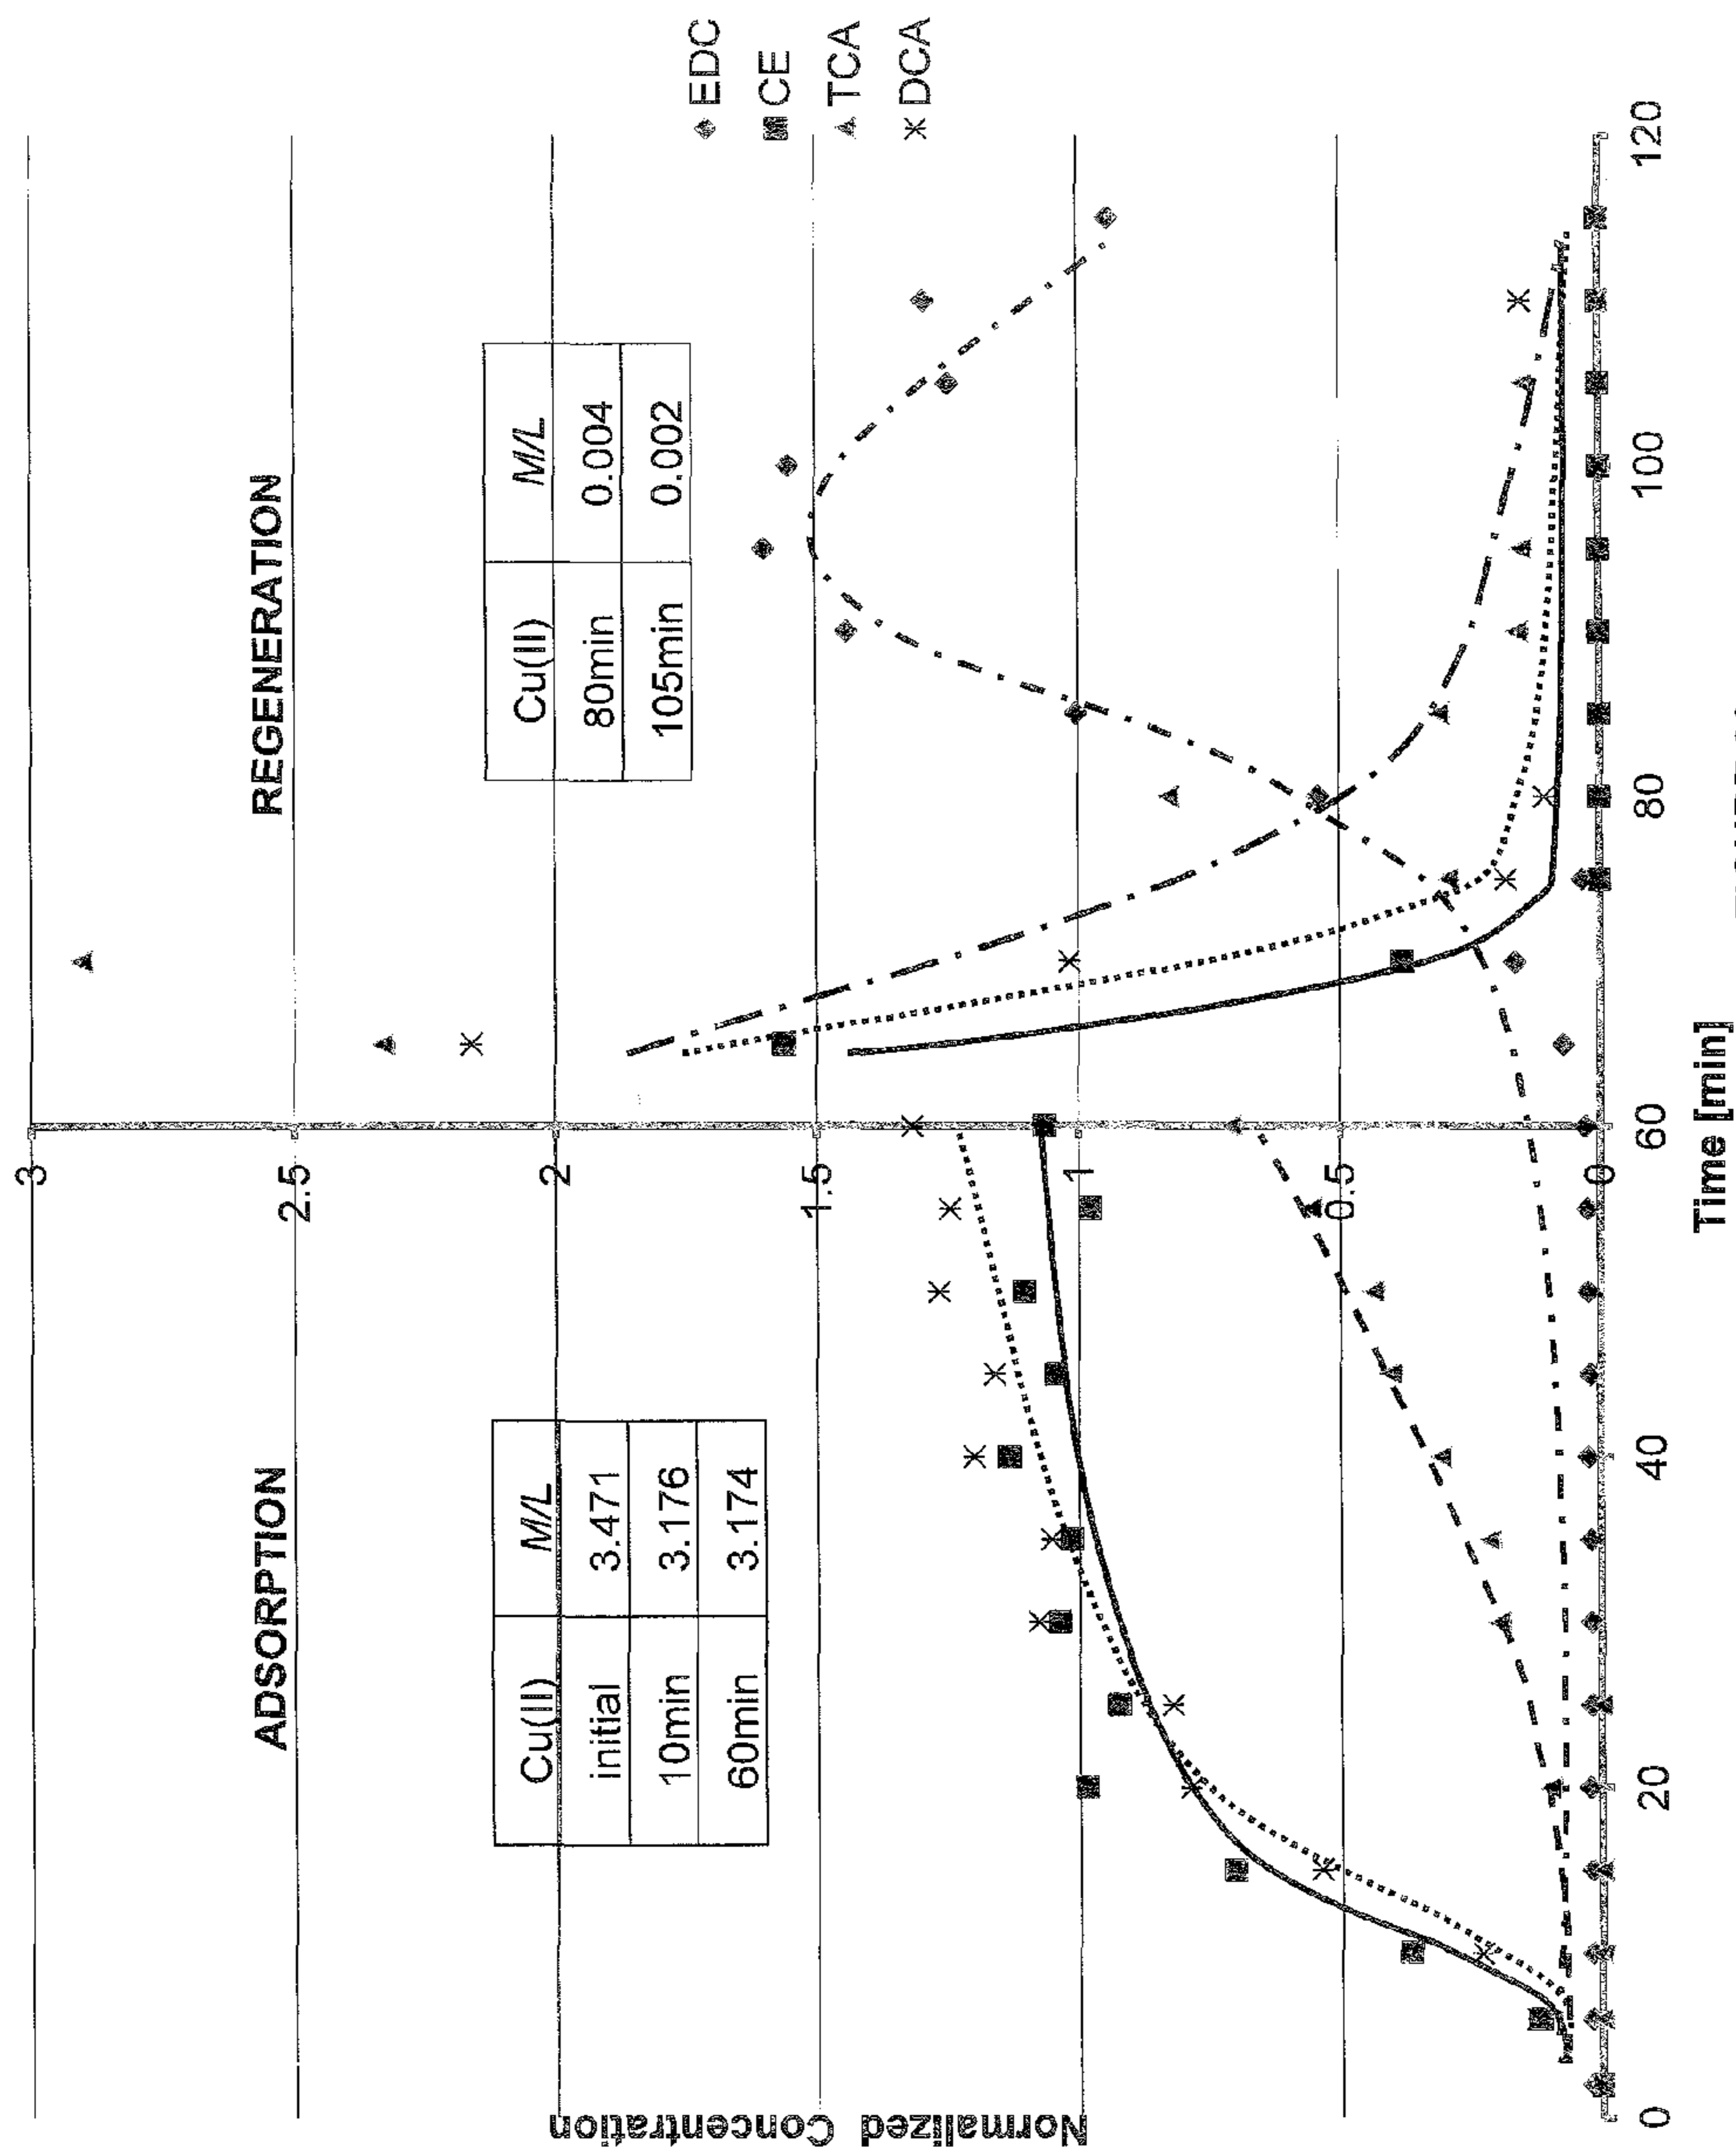 ADSORPTION
REGENERATION
Cu(II) M/L
initial 3.471
10min 3.176
60min 3.174
Cu(II) M/L
80min 0.004
105min 0.002
EDC
CE
TCA
DCA
Normalized Concentration
3
2.5
2
1.5
1
0.5
0
0 20 40 60 80 100 120
Time [min]